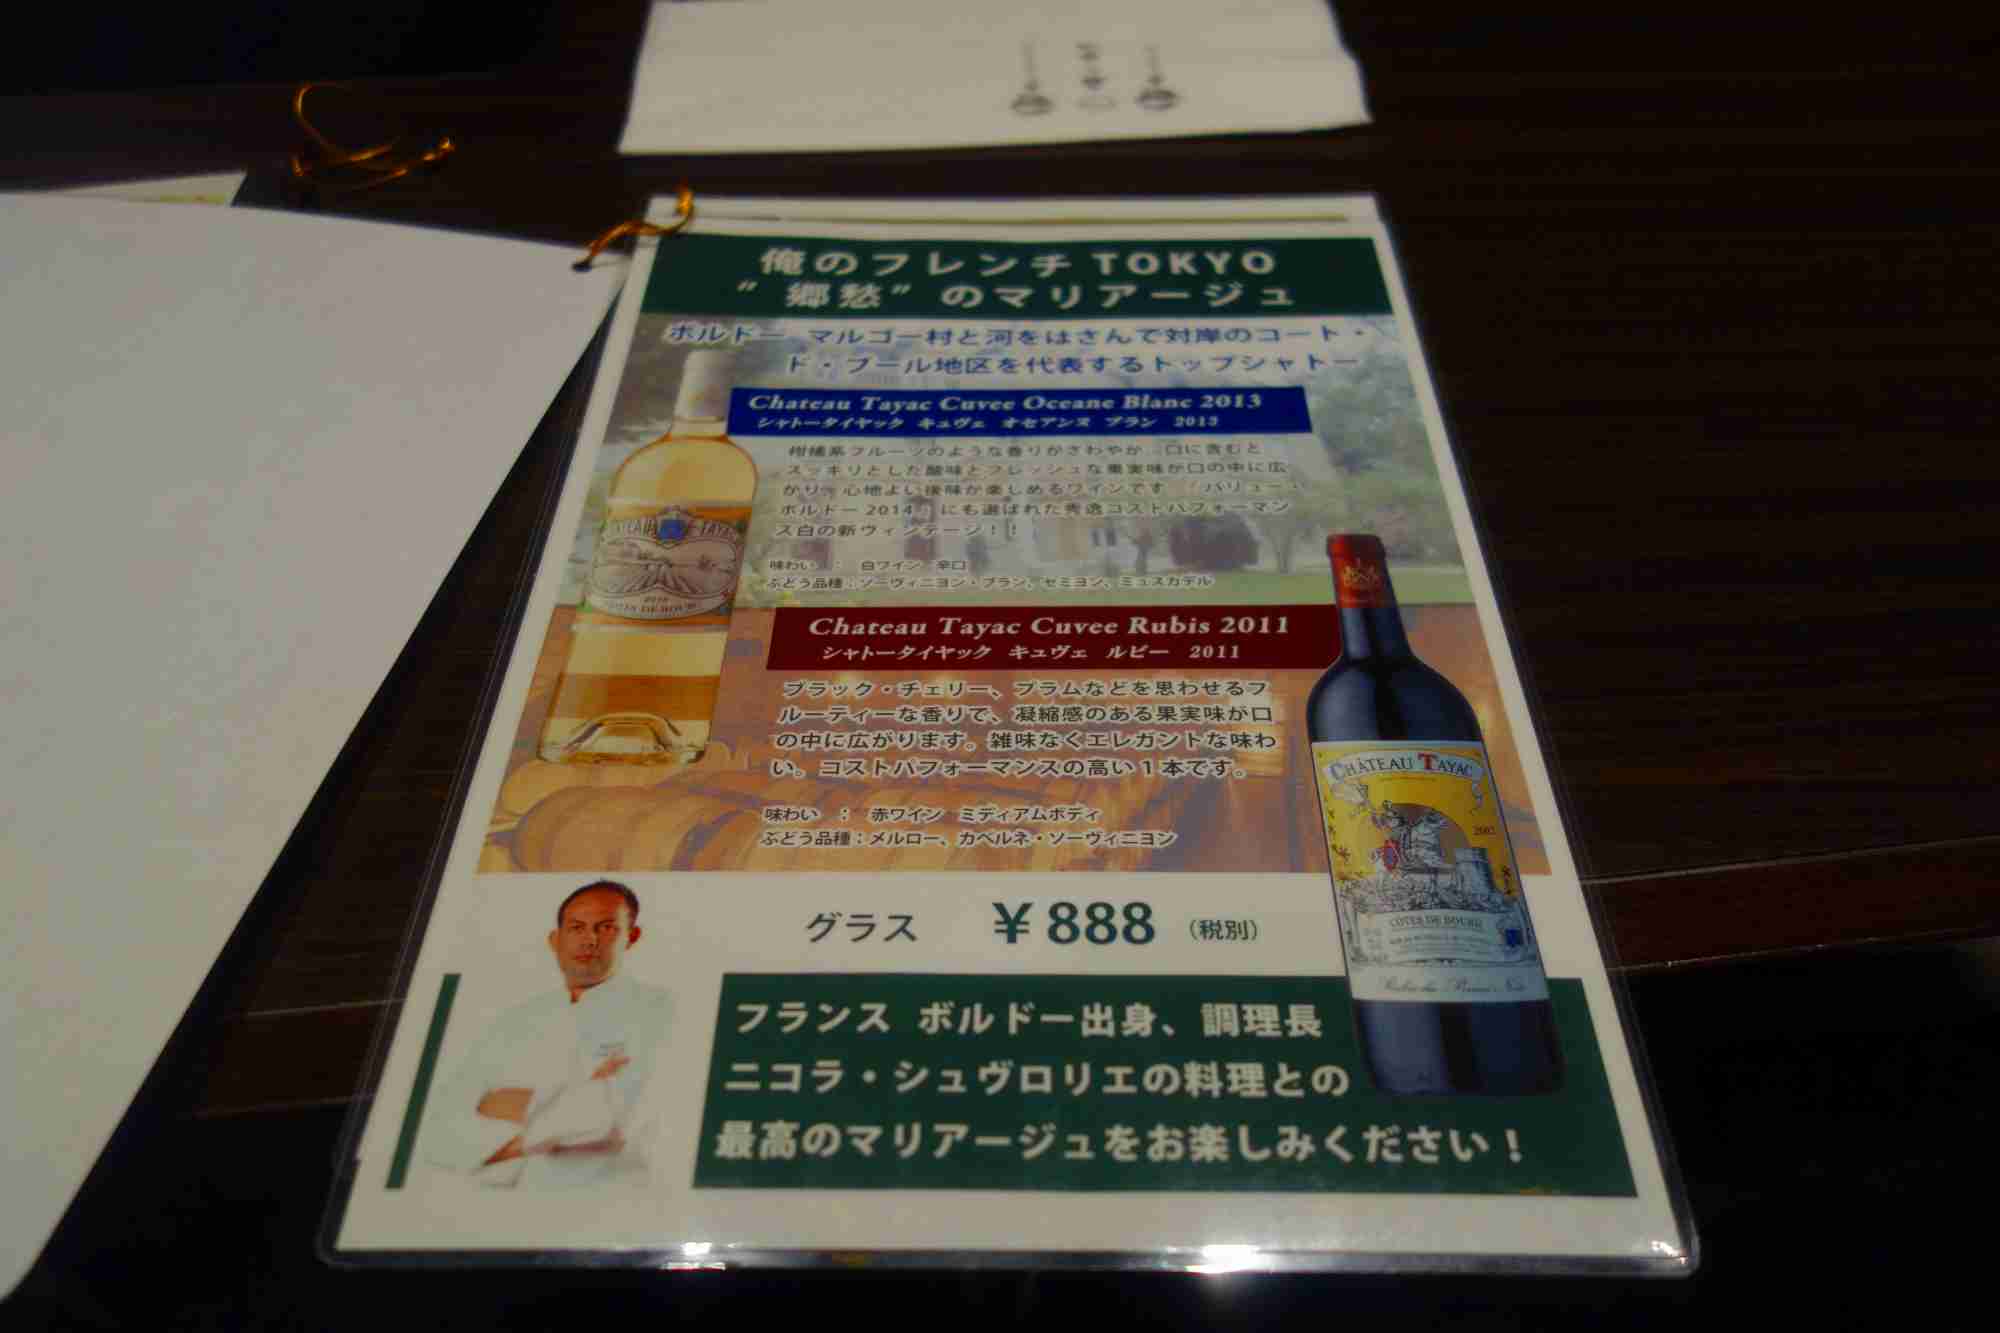 俺のフレンチ TOKYO
"郷愁"のマリアージュ
ボルドー マルゴー村と河をはさんで対岸のコート・
ド・ブール地区を代表するトップシャトー
Chateau Tayac Cuvee Oceane Blanc 2013
シャトータイヤック キュヴェ オセアンヌ ブラン 2013
柑橘系フルーツのような香りがさわやか。口に含むと
スッキリとした酸味とフレッシュな果実味が口の中に広
がり、心地よい後味が楽しめるワインです。「バリュー・
ボルドー 2014」にも選ばれた秀逸コストパフォーマン
ス白の新ヴィンテージ！！
味わい ： 白ワイン 辛口
ぶどう品種：ソーヴィニヨン・ブラン、セミヨン、ミュスカデル
Chateau Tayac Cuvee Rubis 2011
シャトータイヤック キュヴェ ルビー 2011
ブラック・チェリー、プラムなどを思わせるフ
ルーティーな香りで、凝縮感のある果実味が口
の中に広がります。雑味なくエレガントな味わ
い。コストパフォーマンスの高い１本です。
味わい ： 赤ワイン ミディアムボディ
ぶどう品種：メルロー、カベルネ・ソーヴィニヨン
CHÂTEAU TAYAC
CÔTES DE BOURG
グラス ￥888 （税別）
フランス ボルドー出身、調理長
ニコラ・シュヴロリエの料理との
最高のマリアージュをお楽しみください！